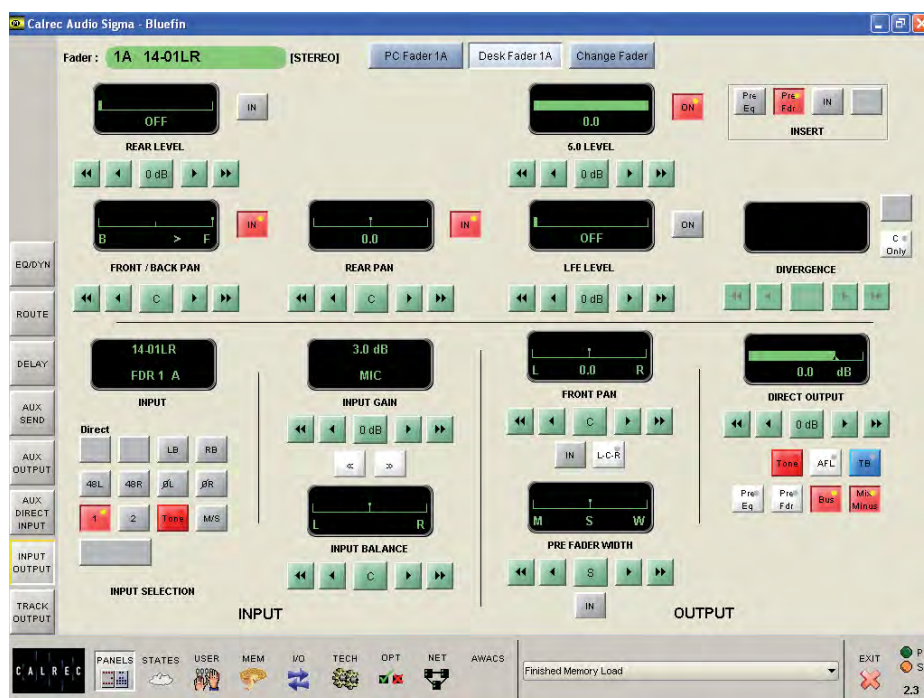 Calrec Audio Sigma - Bluefin
Fader : 1A 14-01LR [STEREO] PC Fader 1A Desk Fader 1A Change Fader
OFF IN
REAR LEVEL
0 dB
0.0 ON
5.0 LEVEL
0 dB
Pre Eq Pre Fdr IN
INSERT
B > F IN
FRONT / BACK PAN
C
0.0 IN
REAR PAN
C
OFF ON
LFE LEVEL
0 dB
C Only
DIVERGENCE
EQ/DYN
ROUTE
DELAY
AUX SEND
AUX OUTPUT
AUX DIRECT INPUT
INPUT OUTPUT
TRACK OUTPUT
14-01LR
FDR 1 A
INPUT
Direct
LB RB
48L 48R ØL ØR
1 2 Tone M/S
INPUT SELECTION
3.0 dB
MIC
INPUT GAIN
0 dB
« »
L R
INPUT BALANCE
C
INPUT
L 0.0 R
FRONT PAN
C
IN L-C-R
M S W
PRE FADER WIDTH
S
IN
0.0 dB
DIRECT OUTPUT
0 dB
Tone AFL TB
Pre Eq Pre Fdr Bus Mix Minus
OUTPUT
CALREC
PANELS STATES USER MEM I/O TECH OPT NET AWACS
Finished Memory Load
EXIT
P
S
2.3